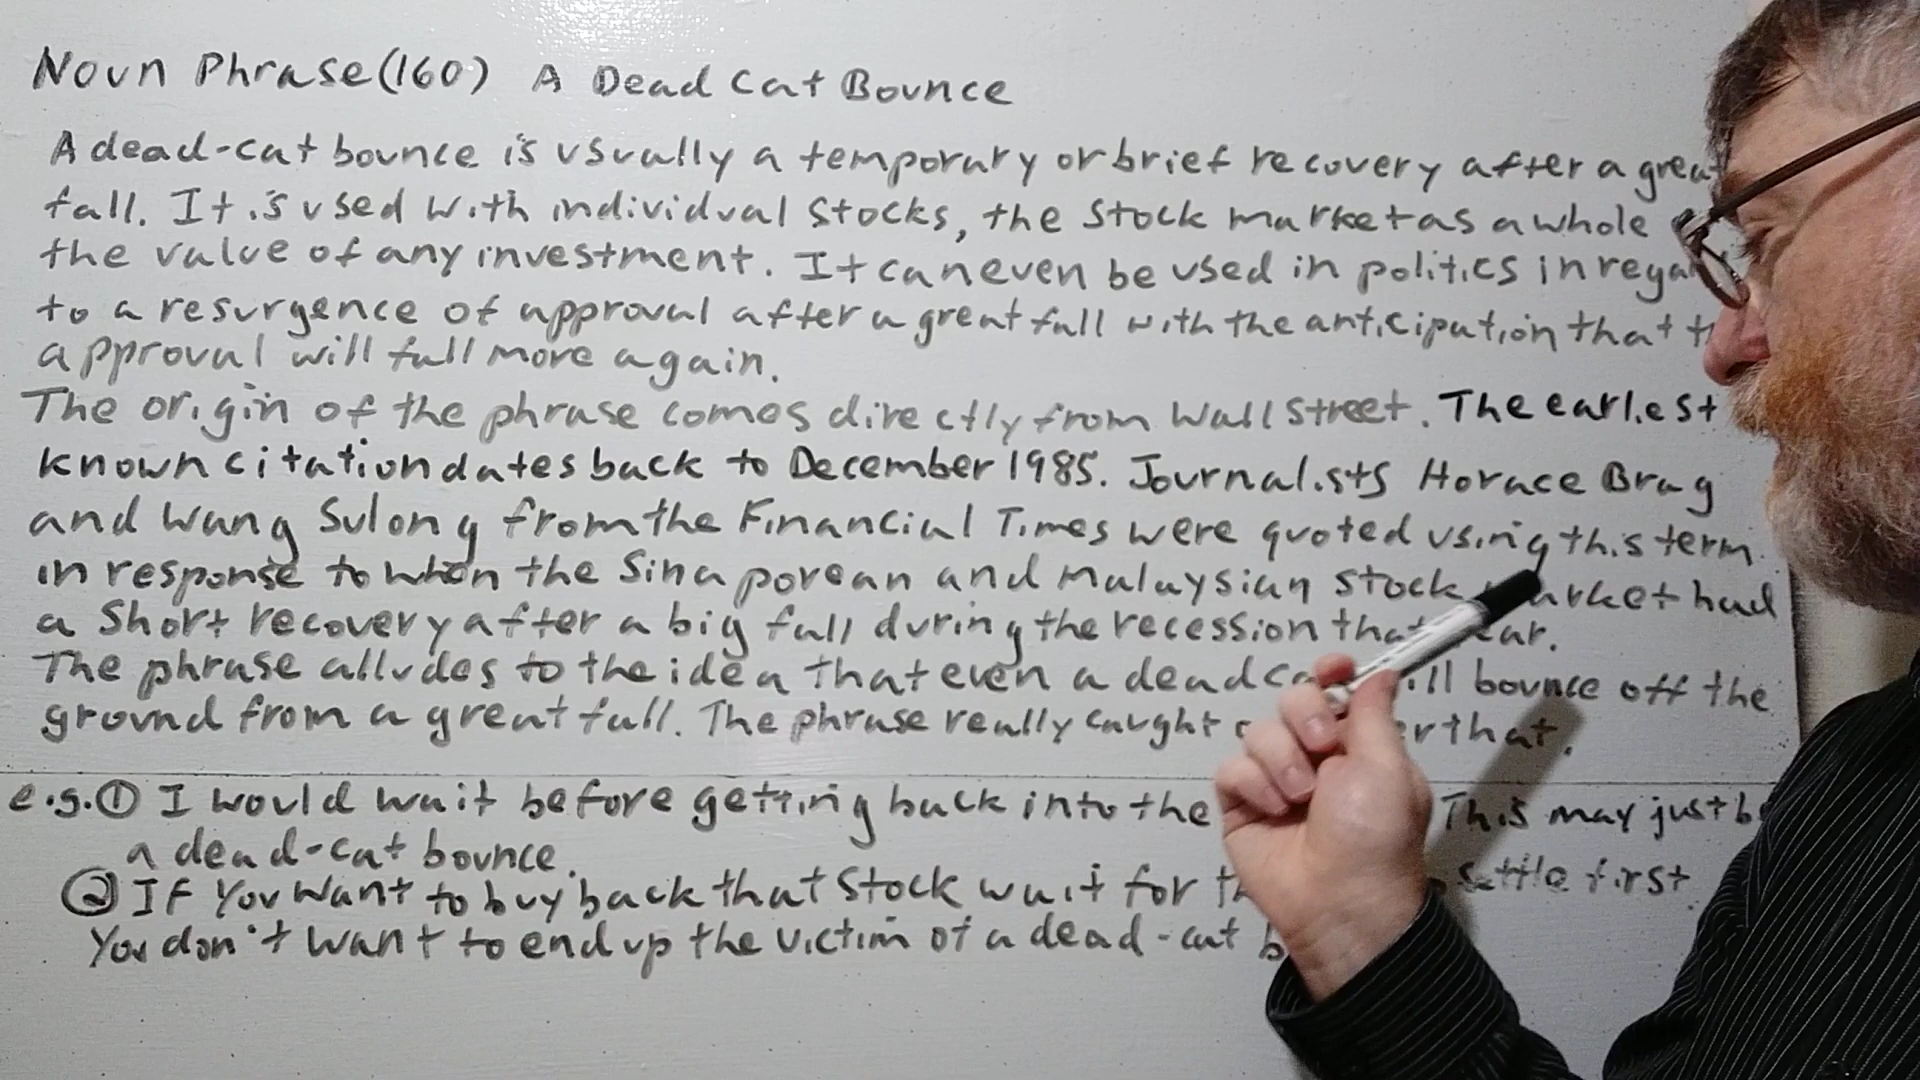 Noun Phrase (160) A Dead Cat Bounce
A dead-cat bounce is usually a temporary or brief recovery after a great
fall. It is used with individual stocks, the stock market as a whole
the value of any investment. It can even be used in politics in regar
to a resurgence of approval after a great fall with the anticipation that
approval will fall more again.
The origin of the phrase comes directly from Wall Street. The earliest
known citation dates back to December 1985. Journalists Horace Brag
and Wang Sulong from the Financial Times were quoted using this term
in response to when the Sinaporean and Malaysian stock market had
a short recovery after a big fall during the recession that
The phrase alludes to the idea that even a dead bounce off the
ground from a great fall. The phrase really caught that.
e.g. ① I would wait before getting back into the This may just
a dead-cat bounce.
② If you want to buy back that stock wait for settle first.
You don't want to end up the victim of a dead-cat